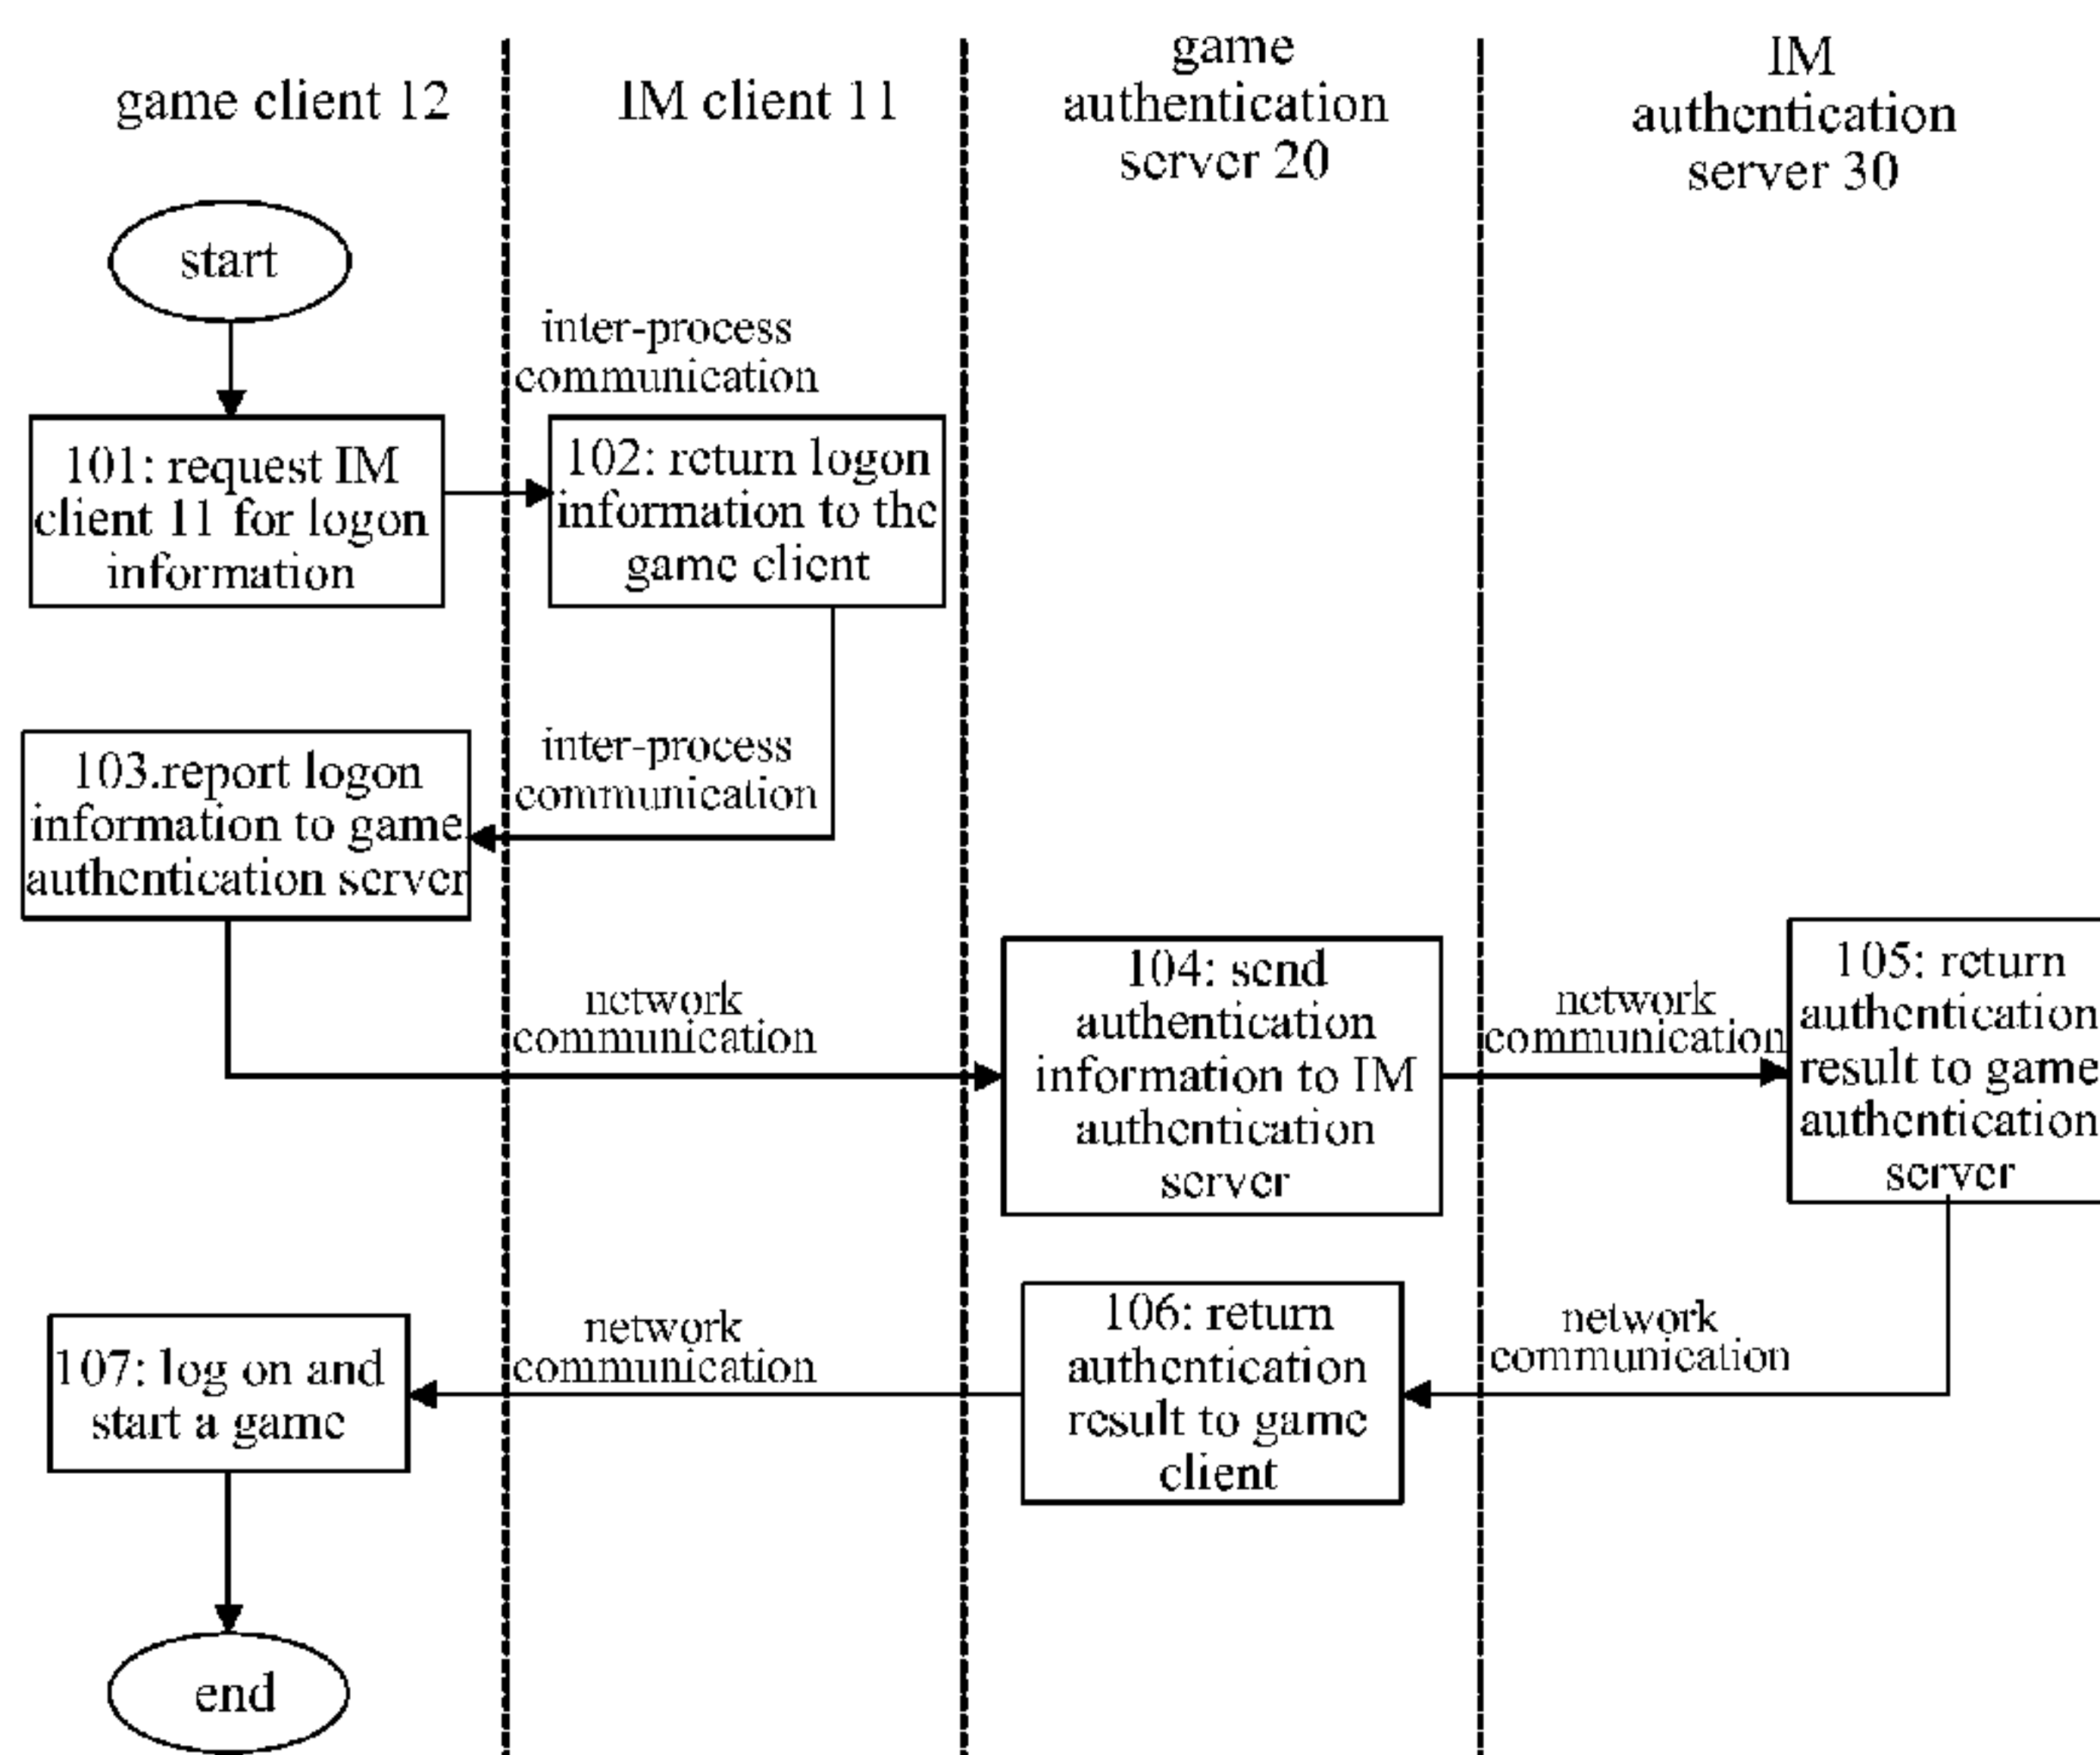 game client 12
IM client 11
game
authentication
server 20
IM
authentication
server 30
start
inter-process
communication
101: request IM
client 11 for logon
information
102: return logon
information to the
game client
103.report logon
information to game
authentication server
inter-process
communication
network
communication
104: send
authentication
information to IM
authentication
server
network
communication
105: return
authentication
result to game
authentication
server
107: log on and
start a game
network
communication
106: return
authentication
result to game
client
network
communication
end